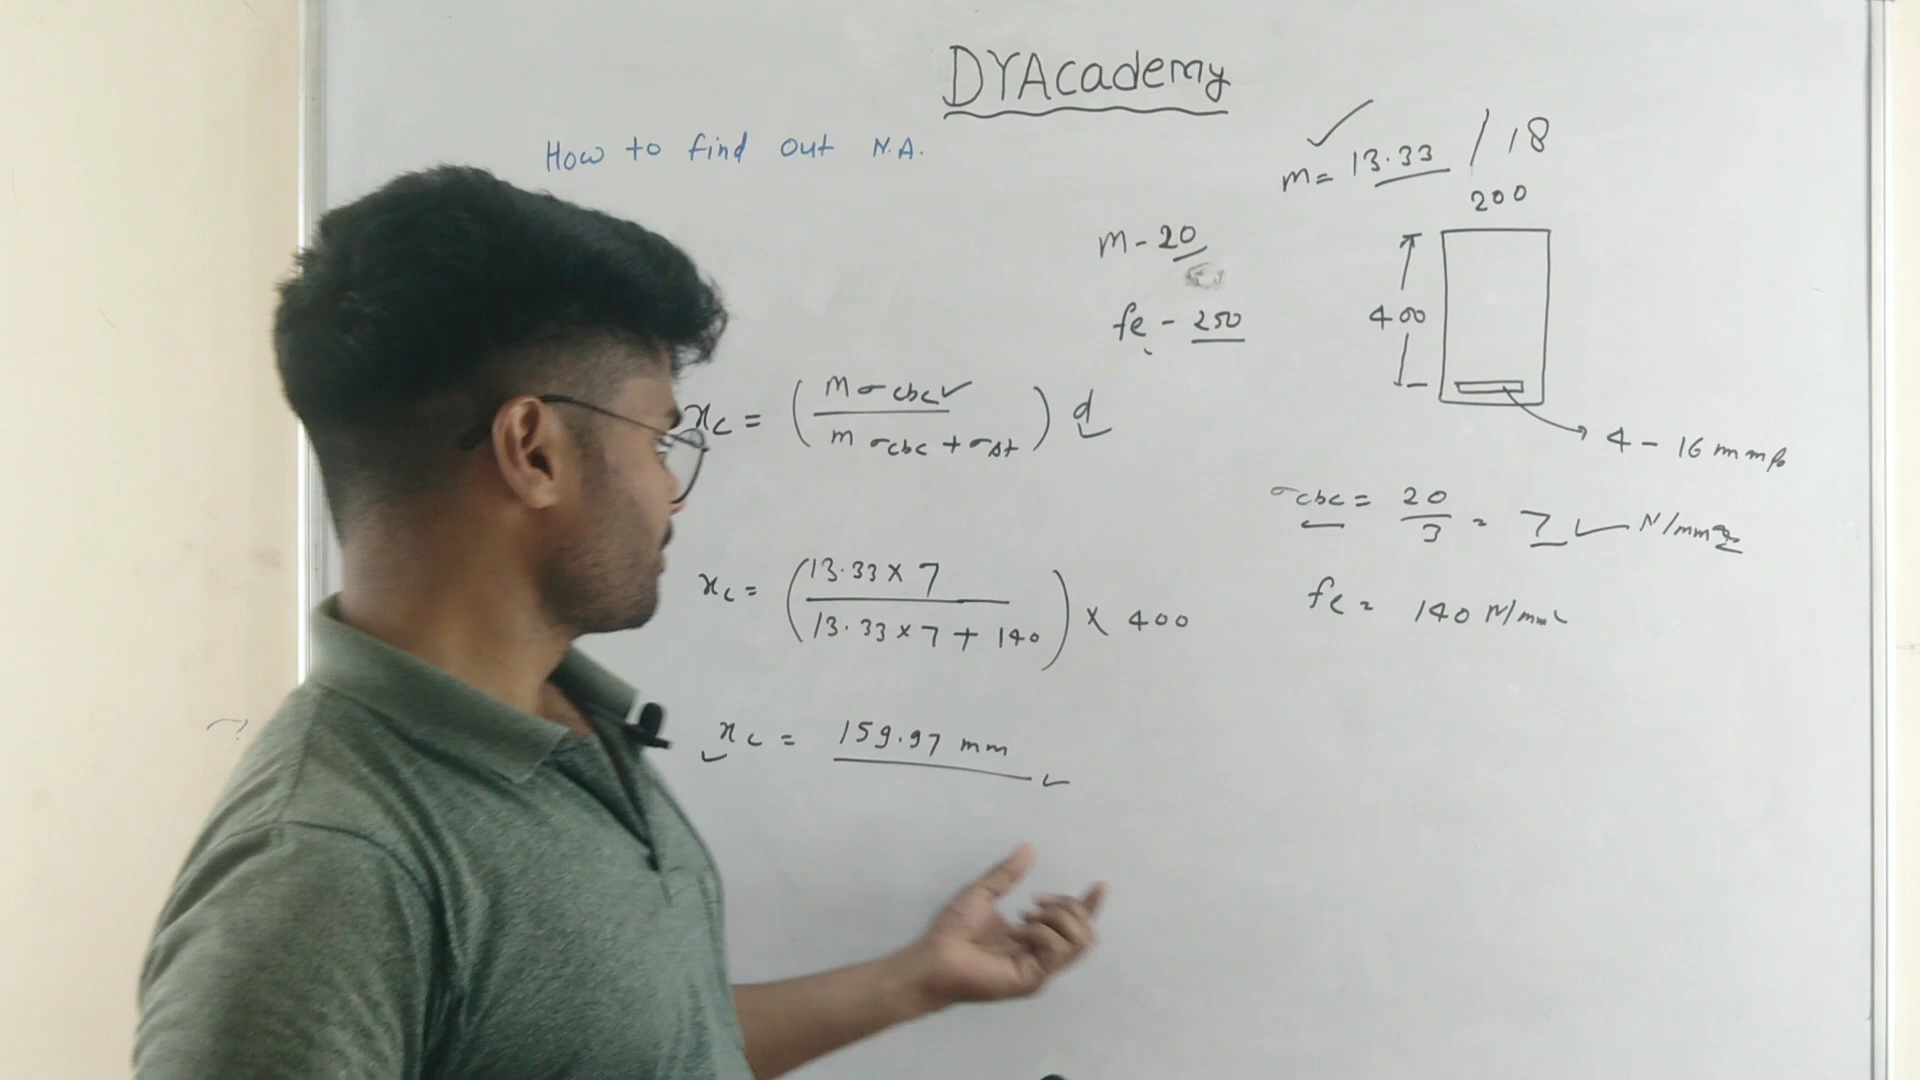 DYAcademy
How to find out N.A.
m= 13.33 / 18
200
M-20
fe - 250
400
4 - 16 mmφ
xc = (mσcbc / mσcbc + σst) d
σcbc = 20/3 = 7 N/mm2
xc = (13.33 x 7 / 13.33 x 7 + 140) x 400
fe = 140 N/mm2
xc = 159.97 mm